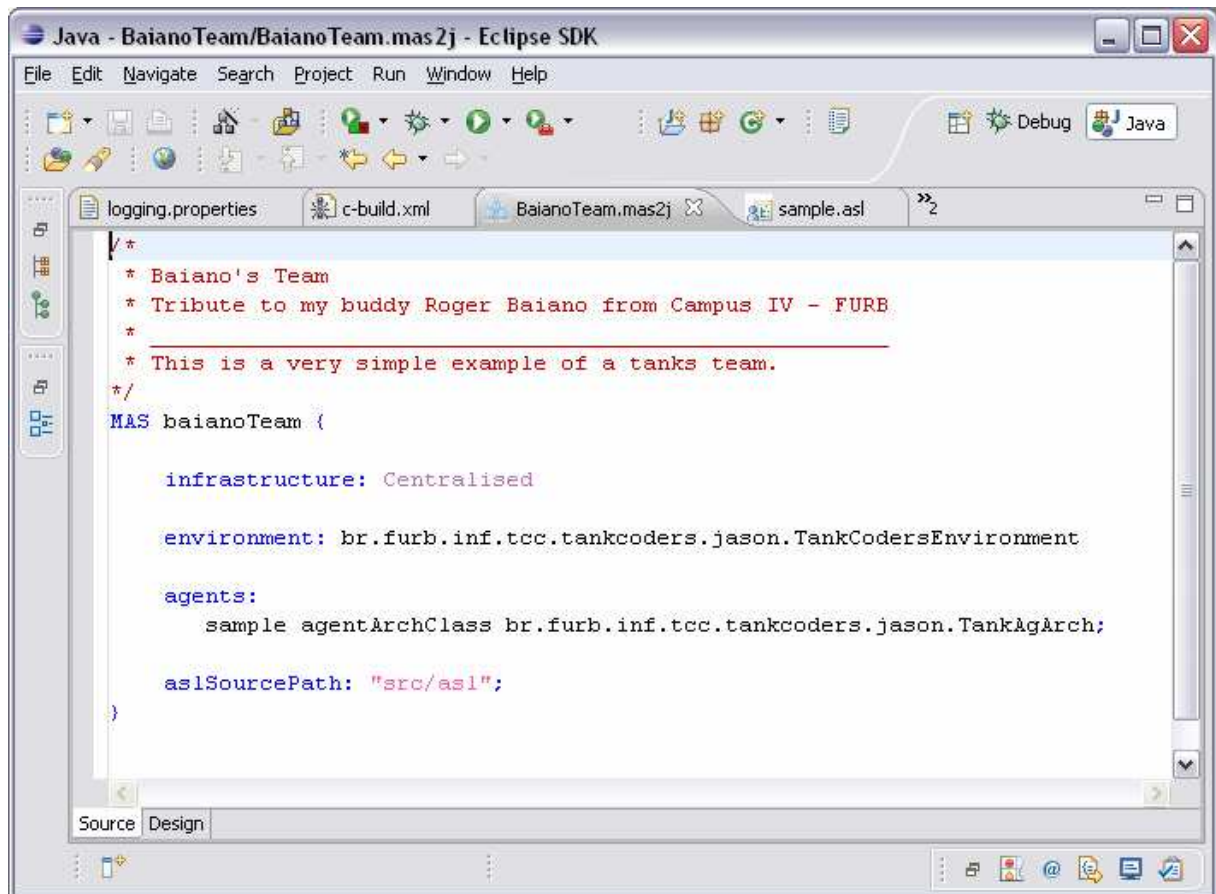 Java - BaianoTeam/BaianoTeam.mas2j - Eclipse SDK
File Edit Navigate Search Project Run Window Help
Debug Java
logging.properties c-build.xml BaianoTeam.mas2j sample.asl »2
/*
 * Baiano's Team
 * Tribute to my buddy Roger Baiano from Campus IV - FURB
 * ______________________________________________________
 * This is a very simple example of a tanks team.
*/
MAS baianoTeam {
infrastructure: Centralised
environment: br.furb.inf.tcc.tankcoders.jason.TankCodersEnvironment
agents:
sample agentArchClass br.furb.inf.tcc.tankcoders.jason.TankAgArch;
aslSourcePath: "src/asl";
}
Source Design